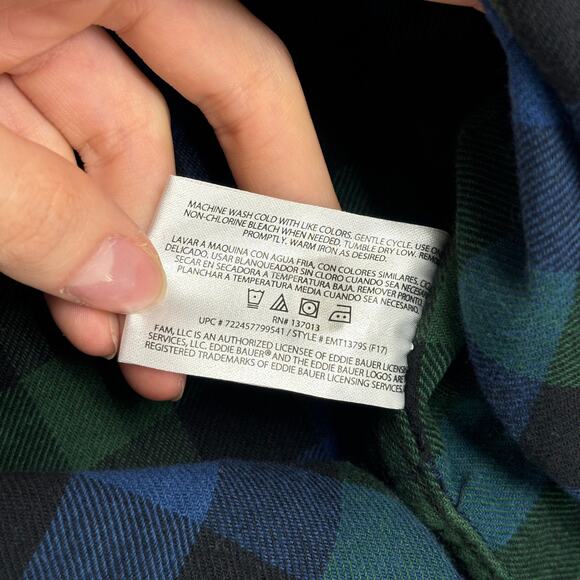 MACHINE WASH COLD WITH LIKE COLORS. GENTLE CYCLE. USE
NON-CHLORINE BLEACH WHEN NEEDED, TUMBLE DRY LOW.
PROMPTLY. WARM IRON AS DESIRED.
LAVAR A MAQUINA CON AGUA FRIA, CON COLORES SIMILARES,
DELICADO. USAR BLANQUEADOR SIN CLORO CUANDO SEA NECESARIO.
SECAR EN SECADORA A TEMPERATURA BAJA. REMOVER PRONTO.
PLANCHAR A TEMPERATURA MEDIA CUANDO SEA NECESARIO.
RN# 137013
UPC # 722457799541 / STYLE # EMT13795 (F17)
FAM, LLC IS AN AUTHORIZED LICENSEE OF EDDIE BAUER LICENSING
SERVICES, LLC. EDDIE BAUER® AND THE EDDIE BAUER LOGOS ARE
REGISTERED TRADEMARKS OF EDDIE BAUER LICENSING SERVICES,